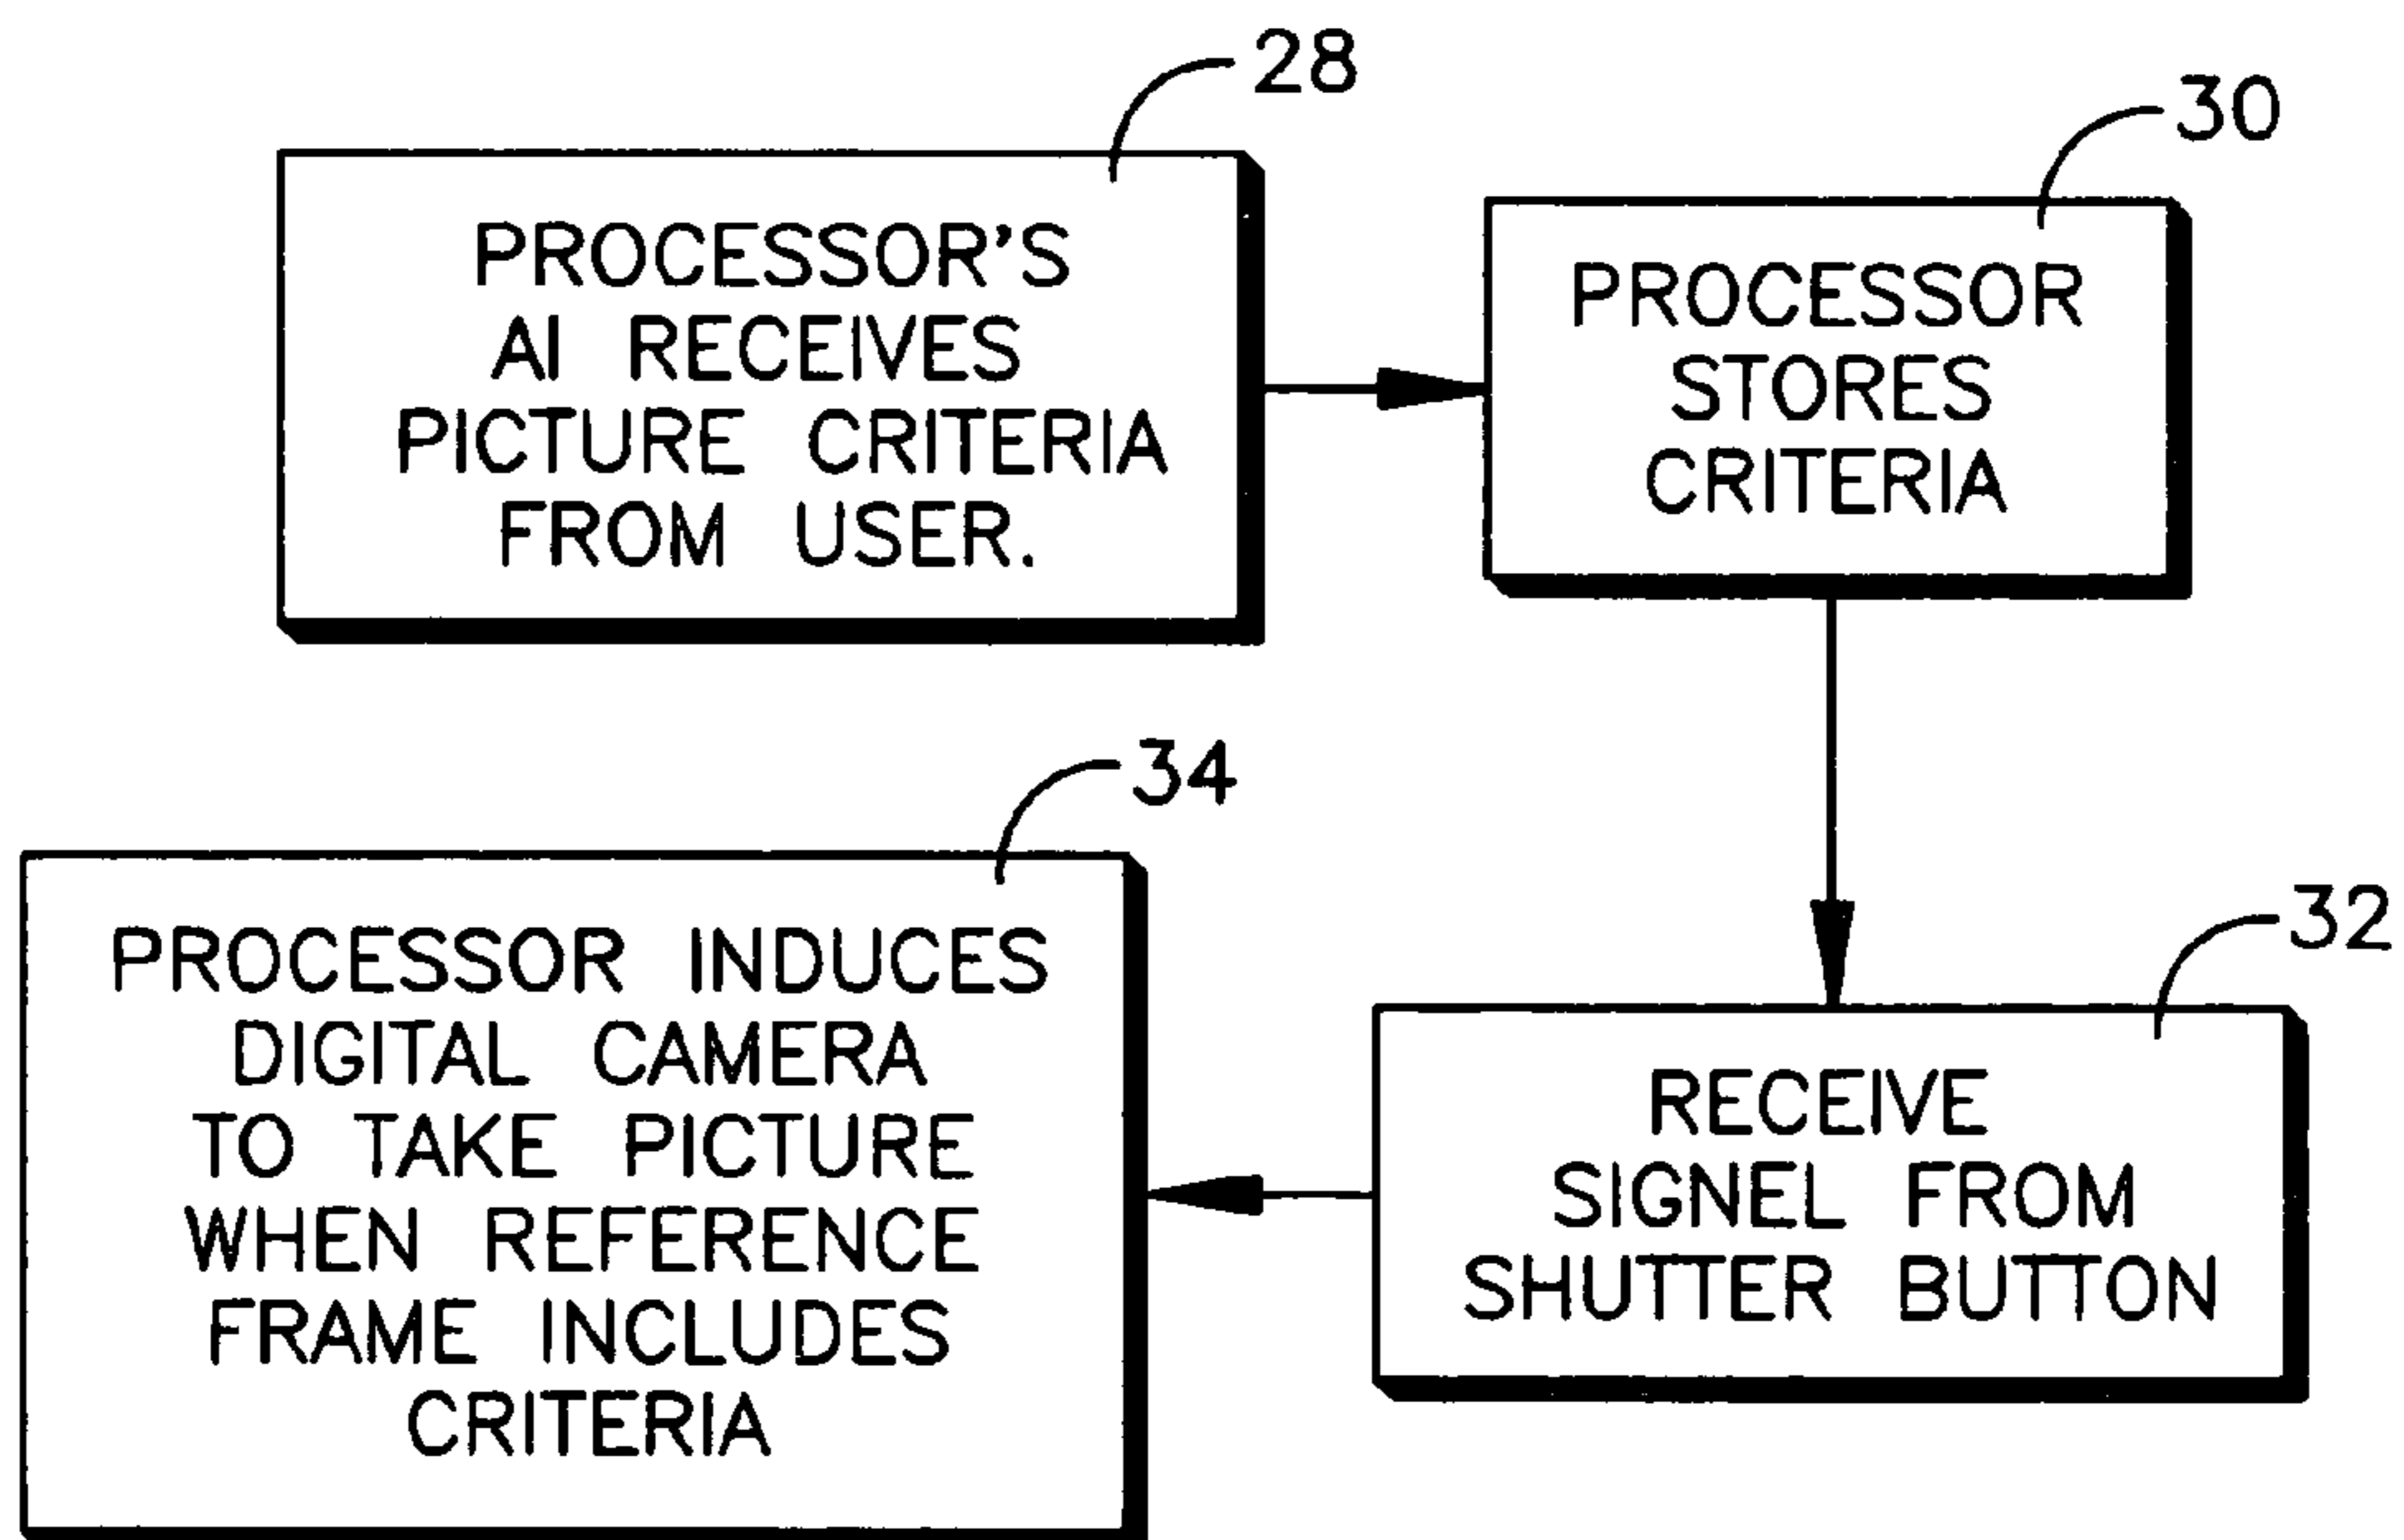 28
PROCESSOR'S
AI RECEIVES
PICTURE CRITERIA
FROM USER.
30
PROCESSOR
STORES
CRITERIA
32
RECEIVE
SIGNEL FROM
SHUTTER BUTTON
34
PROCESSOR INDUCES
DIGITAL CAMERA
TO TAKE PICTURE
WHEN REFERENCE
FRAME INCLUDES
CRITERIA